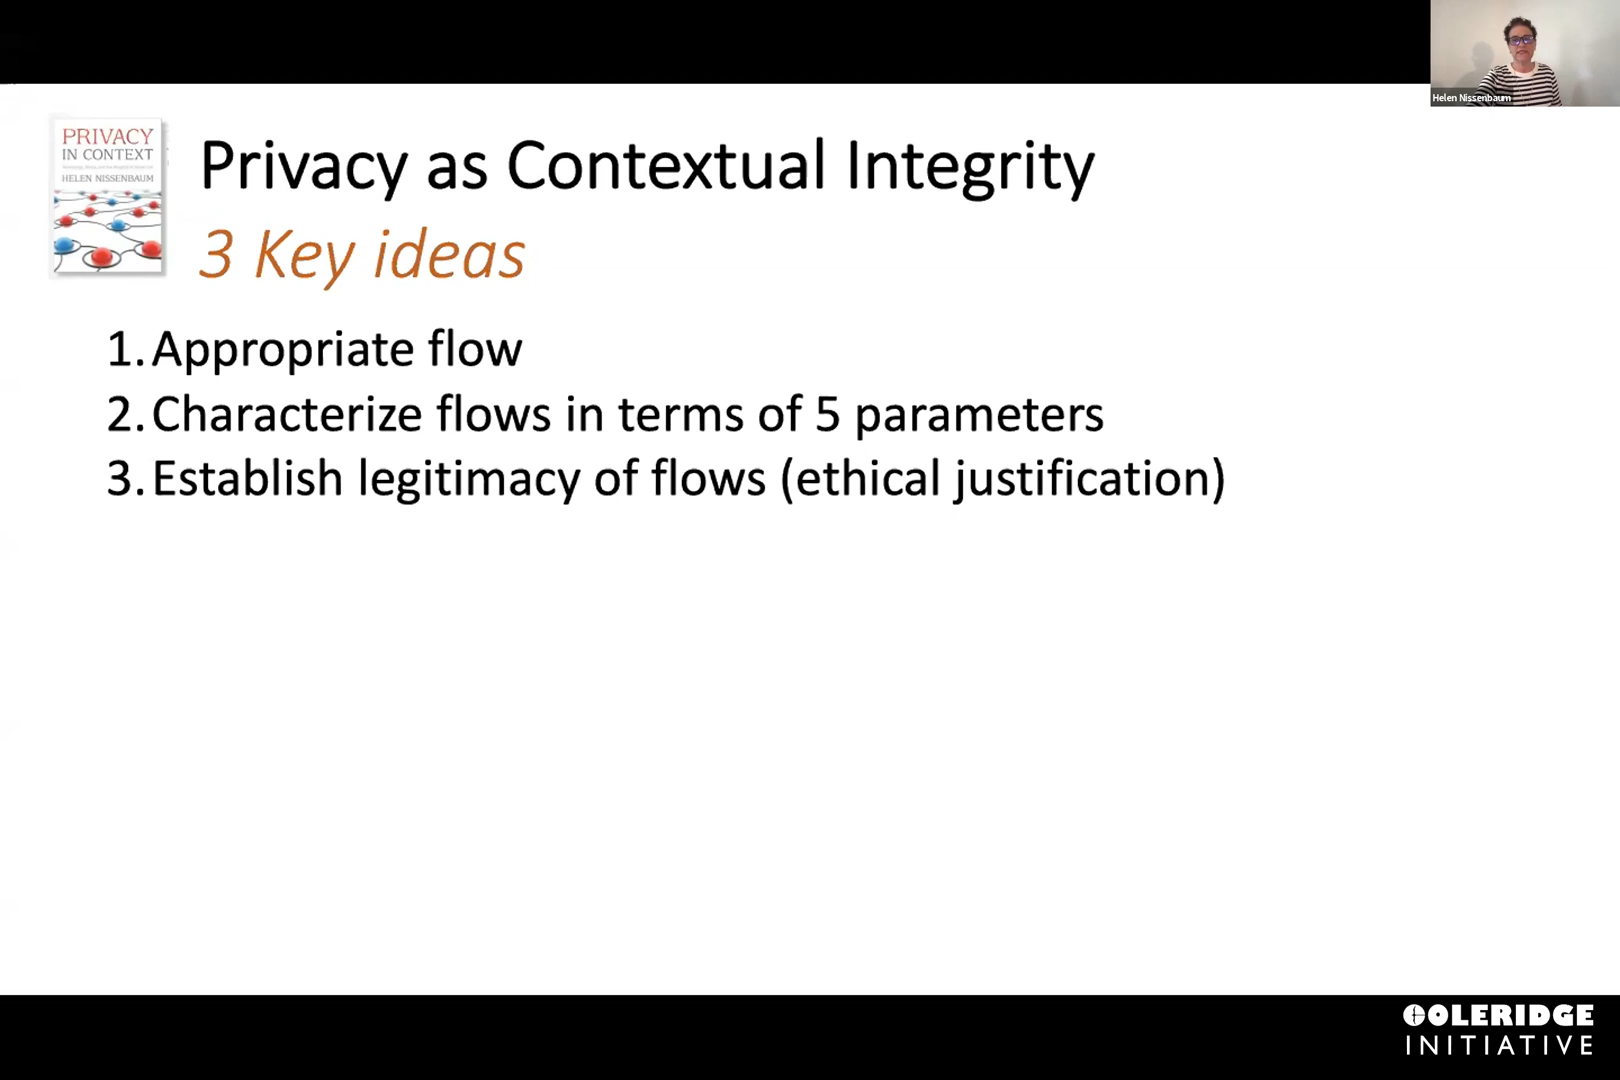 Helen Nissenbaum
PRIVACY
IN CONTEXT
HELEN NISSENBAUM
Privacy as Contextual Integrity
3 Key ideas
1. Appropriate flow
2. Characterize flows in terms of 5 parameters
3. Establish legitimacy of flows (ethical justification)
COLERIDGE
INITIATIVE